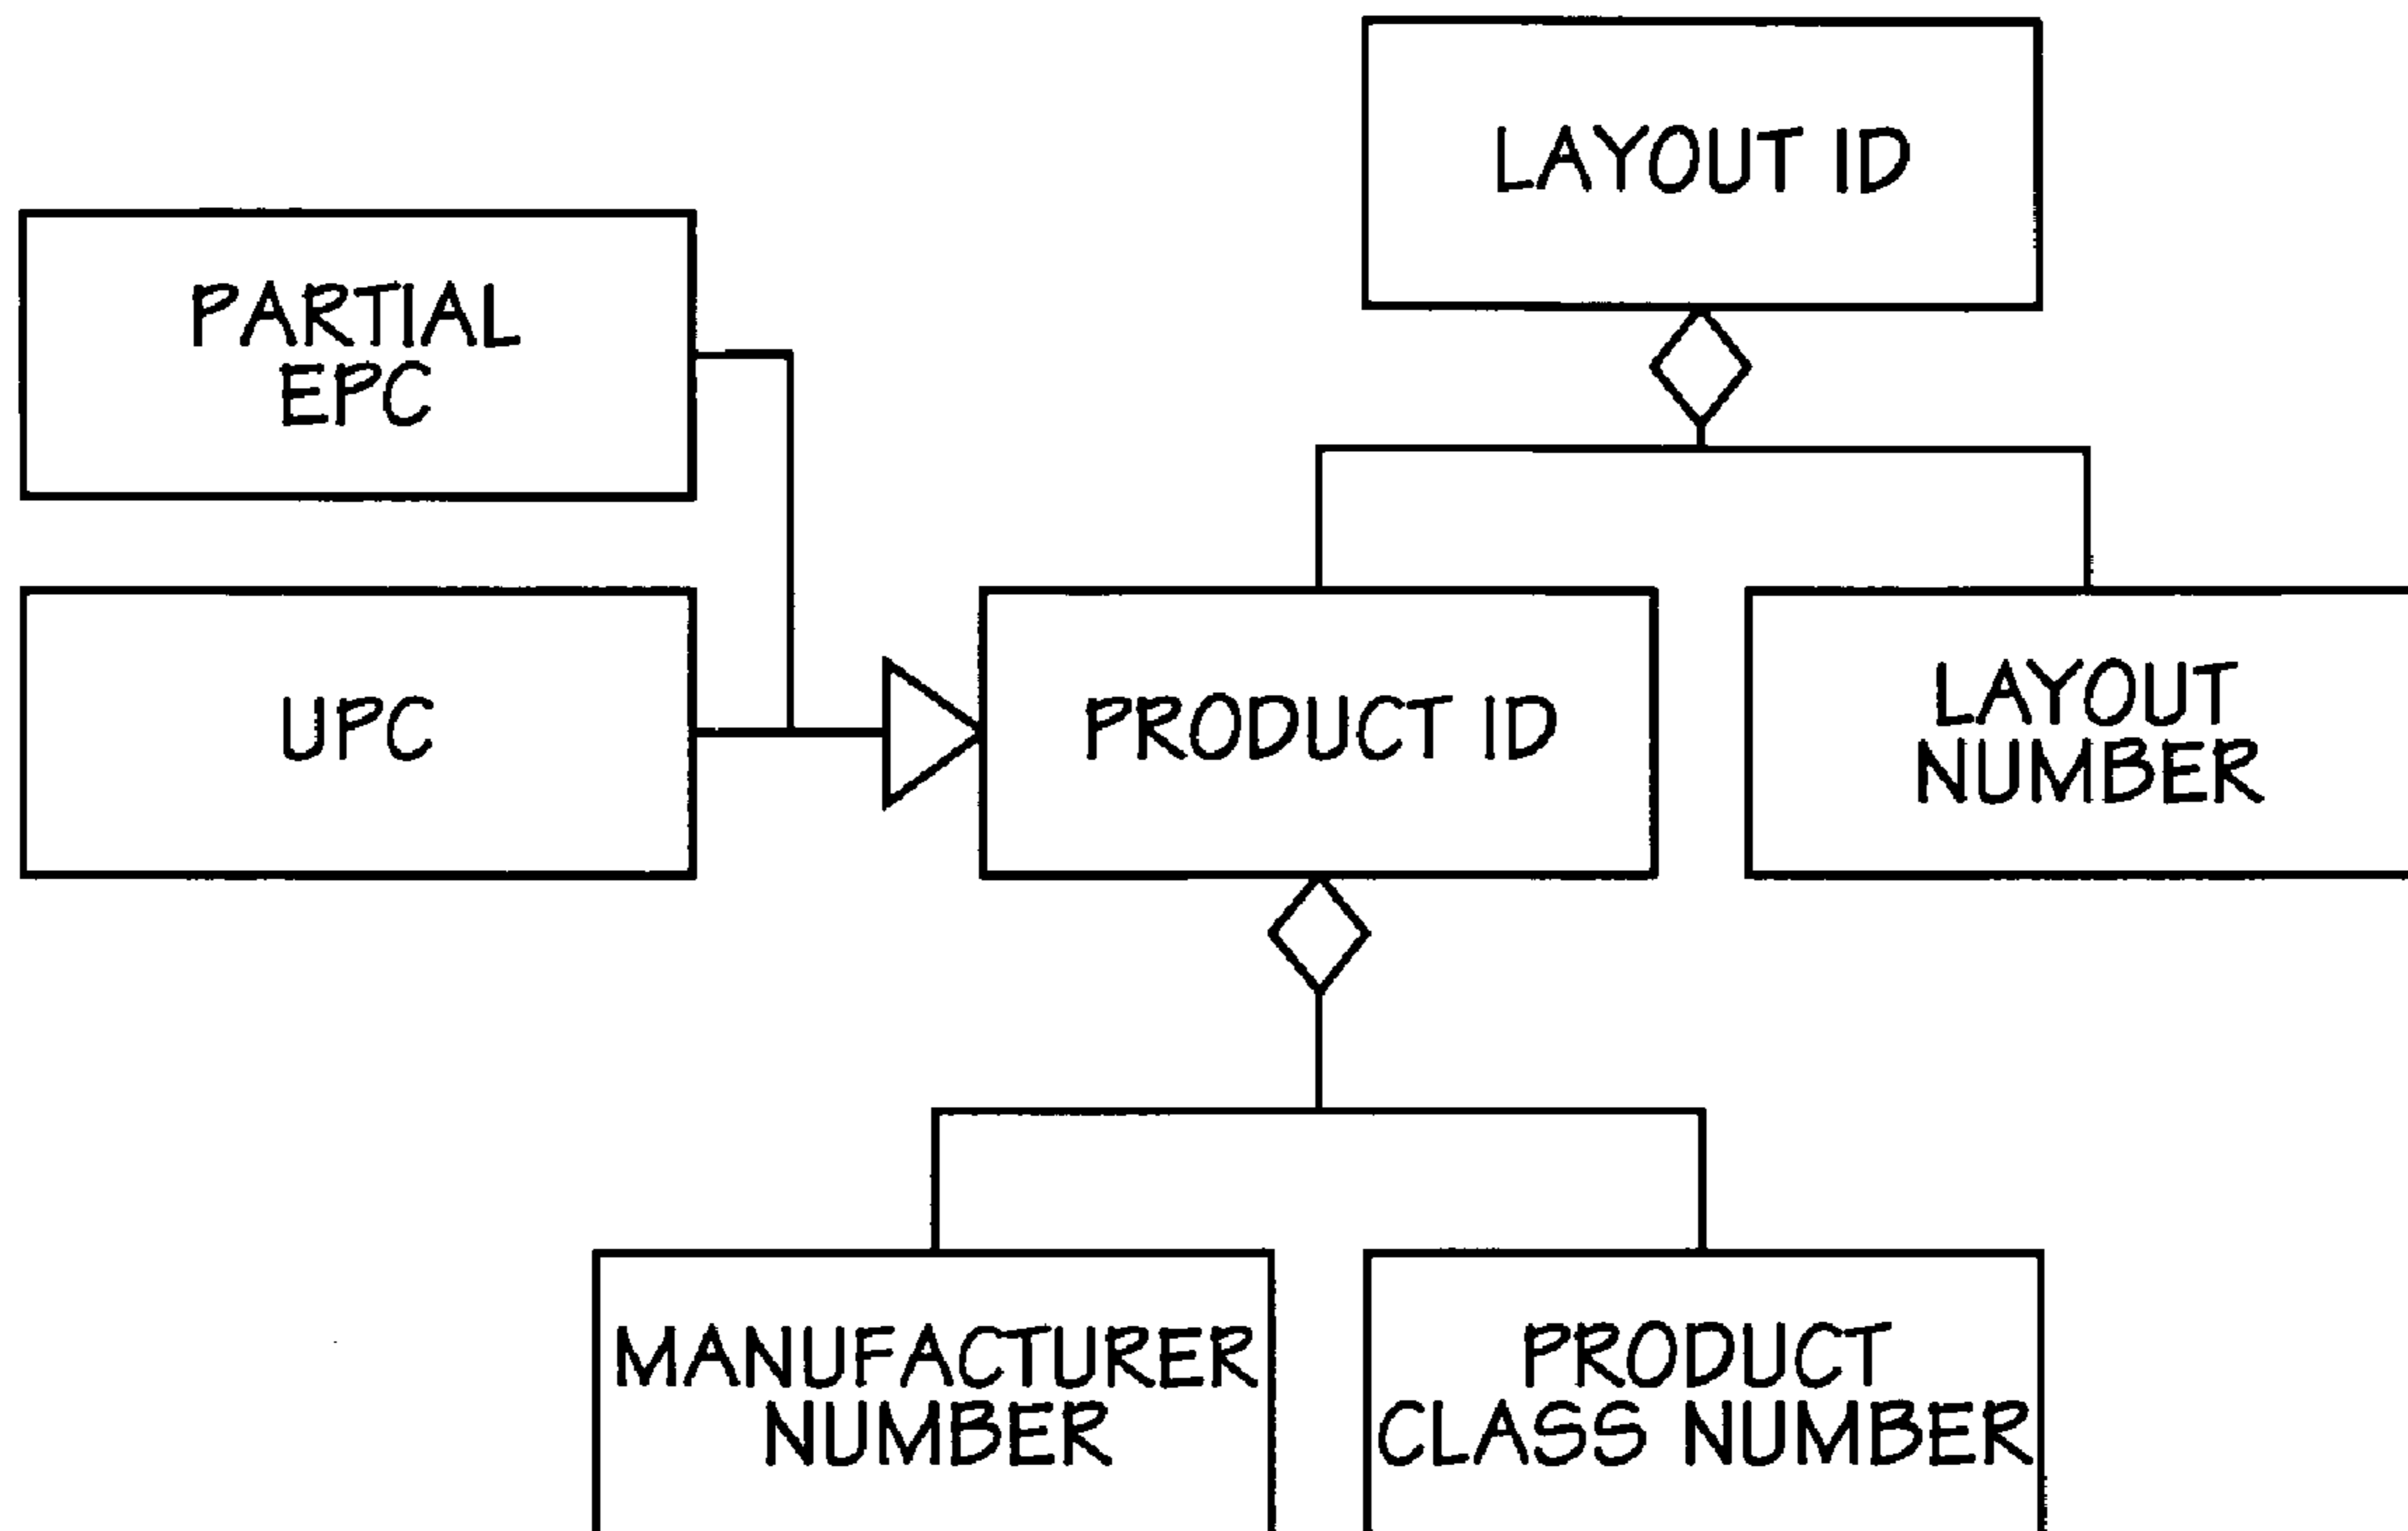 LAYOUT ID
PARTIAL
EPC
UPC
PRODUCT ID
LAYOUT
NUMBER
MANUFACTURER
NUMBER
PRODUCT
CLASS NUMBER